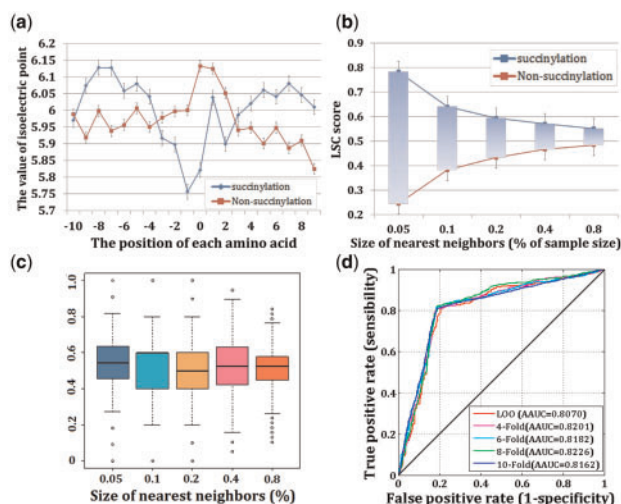 (a)
The value of isoelectric point
6.2
6.15
6.1
6.05
6
5.95
5.9
5.85
5.8
5.75
5.7
succinylation
Non-succinylation
-10 -8 -6 -4 -2 0 2 4 6 8
The position of each amino acid
(b)
LSC score
0.9
0.8
0.7
0.6
0.5
0.4
0.3
0.2
succinylation
Non-succinylation
0.05 0.1 0.2 0.4 0.8
Size of nearest neighbors (% of sample size)
(c)
1.0
0.8
0.6
0.4
0.2
0
0.05 0.1 0.2 0.4 0.8
Size of nearest neighbors (%)
(d)
True positive rate (sensibility)
1
0.8
0.6
0.4
0.2
0
LOO (AAUC=0.8070)
4-Fold(AAUC=0.8201)
6-Fold(AAUC=0.8182)
8-Fold(AAUC=0.8226)
10-Fold(AAUC=0.8162)
0 0.2 0.4 0.6 0.8 1
False positive rate (1-specificity)